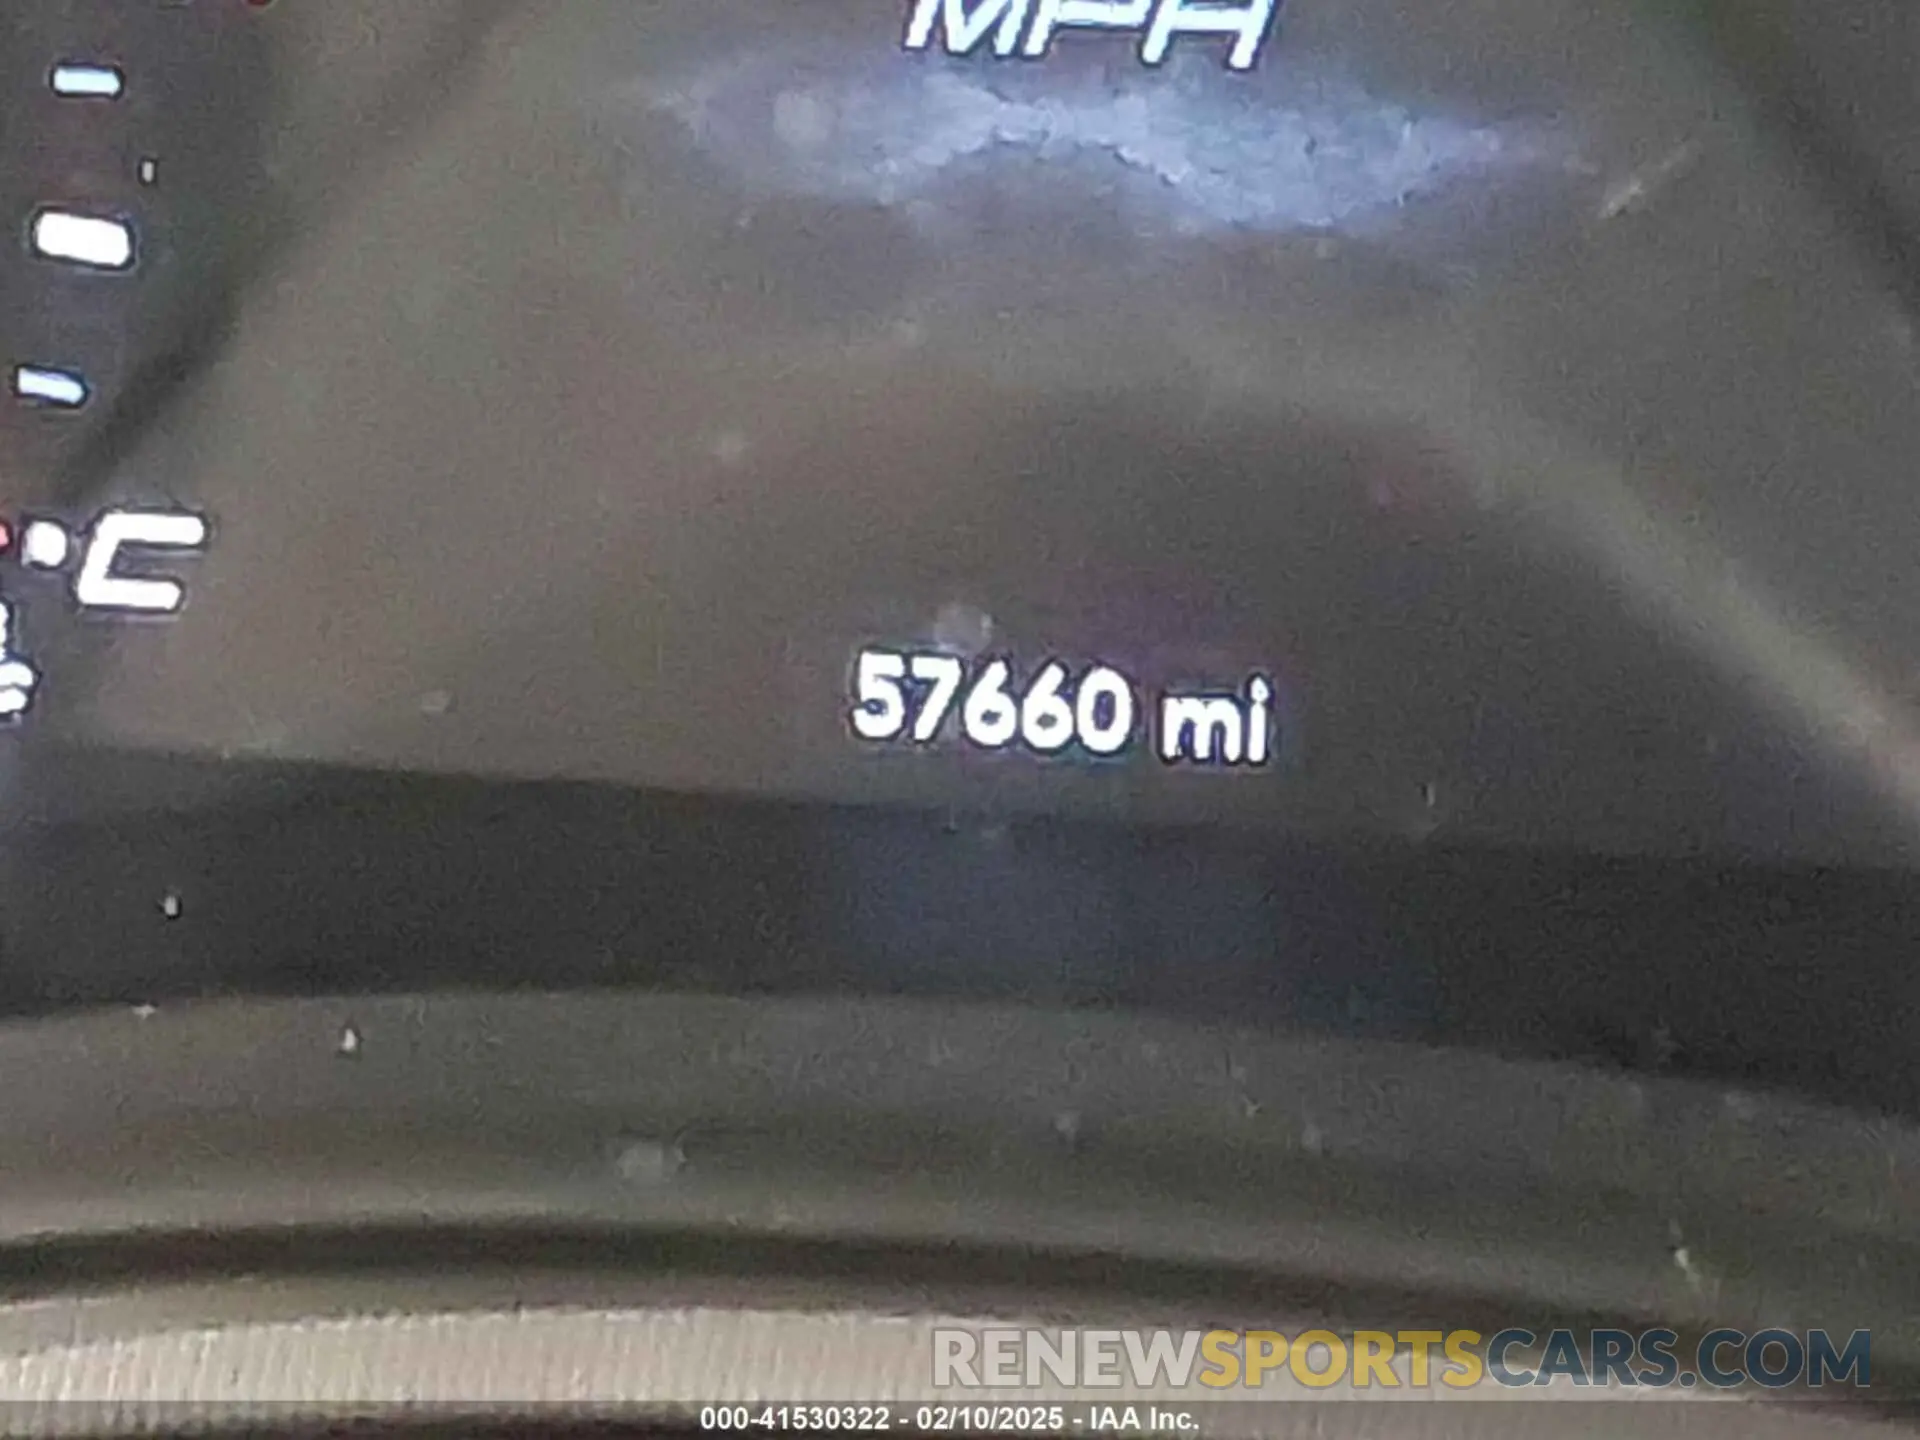 MPH
C
57660 mi
RENEWSPORTSCARS.COM
000-41530322 - 02/10/2025 - IAA Inc.